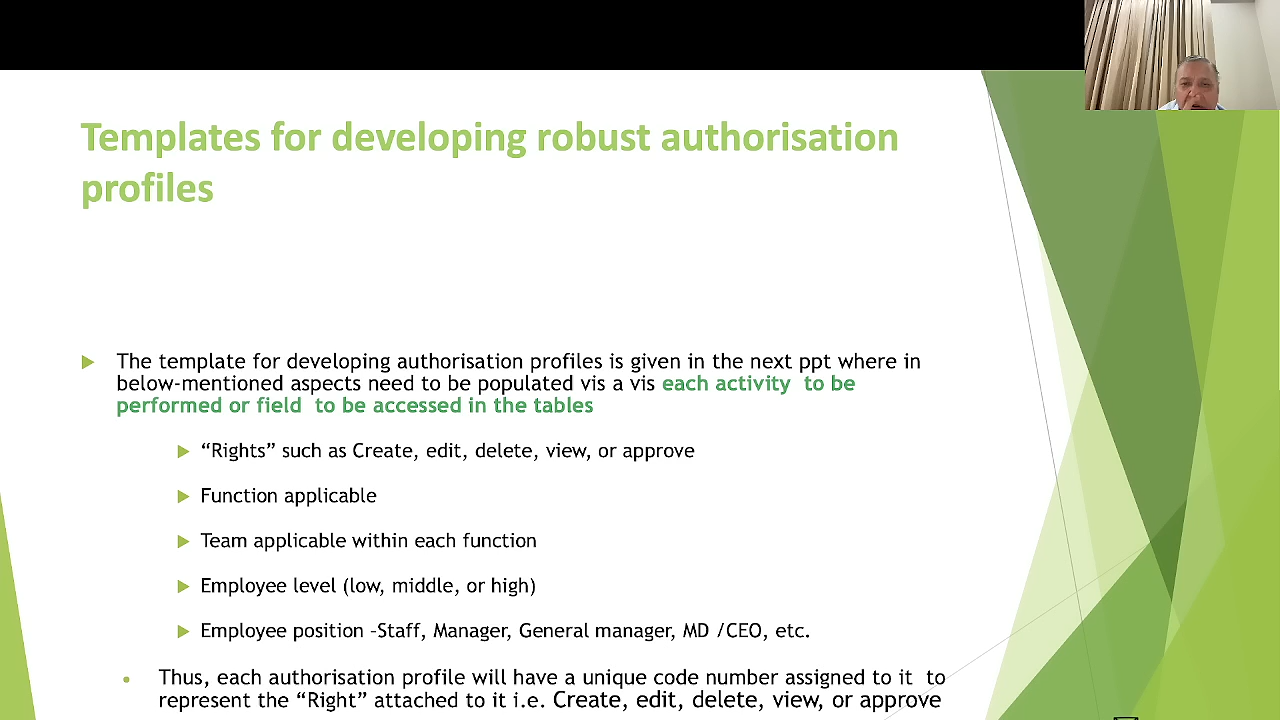 Templates for developing robust authorisation
profiles
The template for developing authorisation profiles is given in the next ppt where in
below-mentioned aspects need to be populated vis a vis each activity to be
performed or field to be accessed in the tables
“Rights” such as Create, edit, delete, view, or approve
Function applicable
Team applicable within each function
Employee level (low, middle, or high)
Employee position –Staff, Manager, General manager, MD /CEO, etc.
Thus, each authorisation profile will have a unique code number assigned to it to
represent the “Right” attached to it i.e. Create, edit, delete, view, or approve